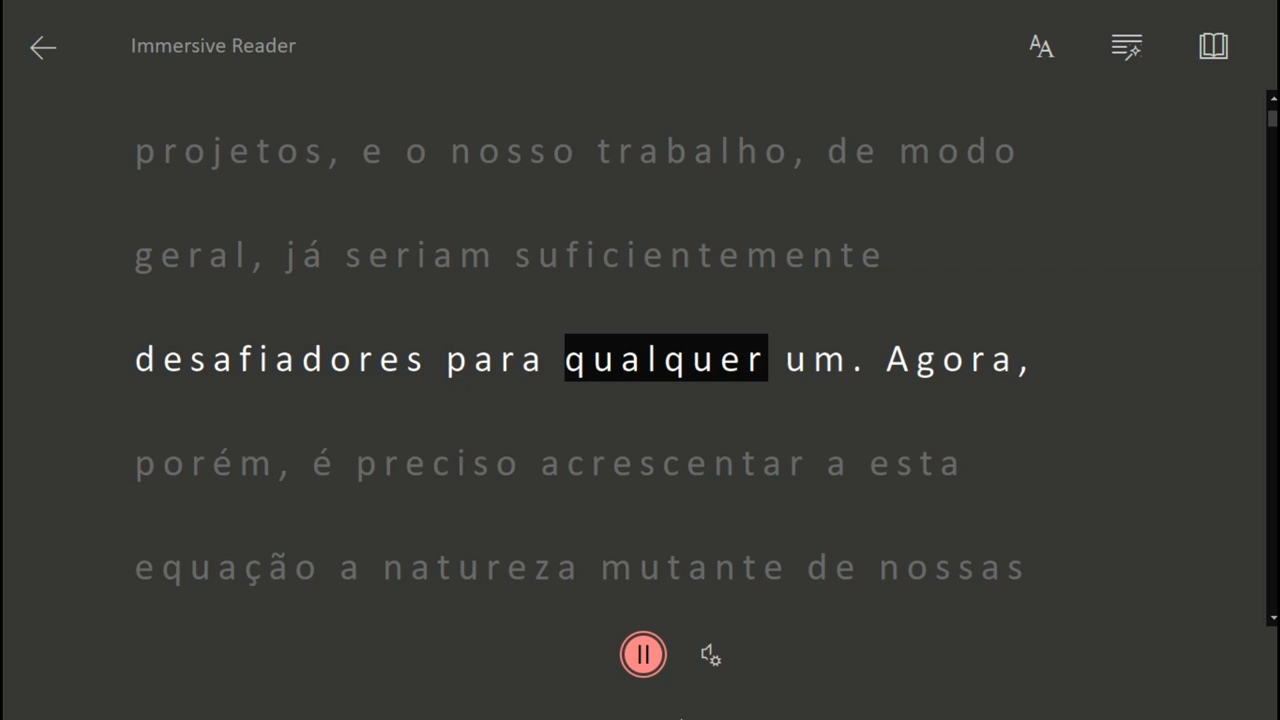 Immersive Reader
projetos, e o nosso trabalho, de modo
geral, já seriam suficientemente
desafiadores para qualquer um. Agora,
porém, é preciso acrescentar a esta
equação a natureza mutante de nossas